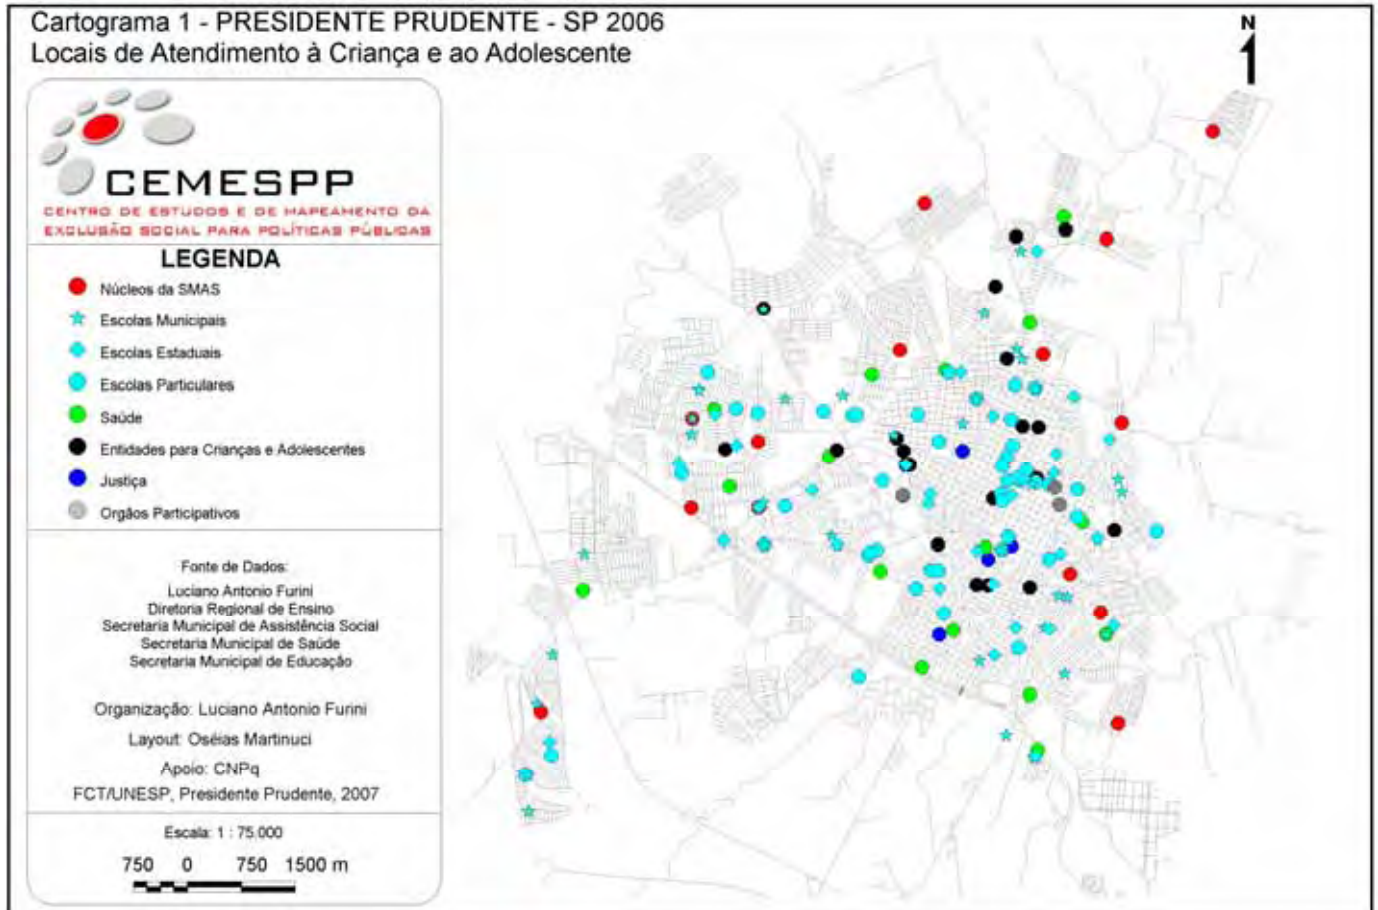 Cartograma 1 - PRESIDENTE PRUDENTE - SP 2006
Locais de Atendimento à Criança e ao Adolescente
N
CEMESPP
CENTRO DE ESTUDOS E DE MAPEAMENTO DA
EXCLUSÃO SOCIAL PARA POLÍTICAS PÚBLICAS
LEGENDA
Núcleos da SMAS
Escolas Municipais
Escolas Estaduais
Escolas Particulares
Saúde
Entidades para Crianças e Adolescentes
Justiça
Orgãos Participativos
Fonte de Dados:
Luciano Antonio Furini
Diretoria Regional de Ensino
Secretaria Municipal de Assistência Social
Secretaria Municipal de Saúde
Secretaria Municipal de Educação
Organização: Luciano Antonio Furini
Layout: Oséias Martinuci
Apoio: CNPq
FCT/UNESP, Presidente Prudente, 2007
Escala: 1 : 75.000
750 0 750 1500 m